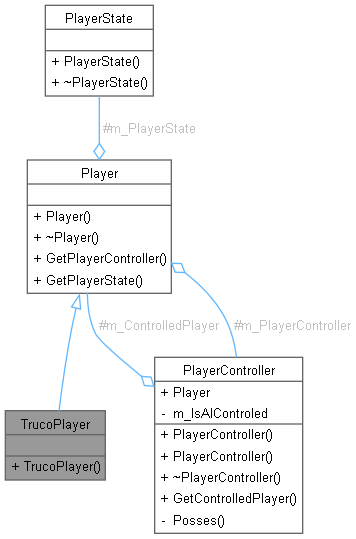 PlayerState
+ PlayerState()
+ ~PlayerState()
#m_PlayerState
Player
+ Player()
+ ~Player()
+ GetPlayerController()
+ GetPlayerState()
#m_ControlledPlayer
#m_PlayerController
TrucoPlayer
+ TrucoPlayer()
PlayerController
+ Player
- m_IsAIControled
+ PlayerController()
+ PlayerController()
+ ~PlayerController()
+ GetControlledPlayer()
- Posses()